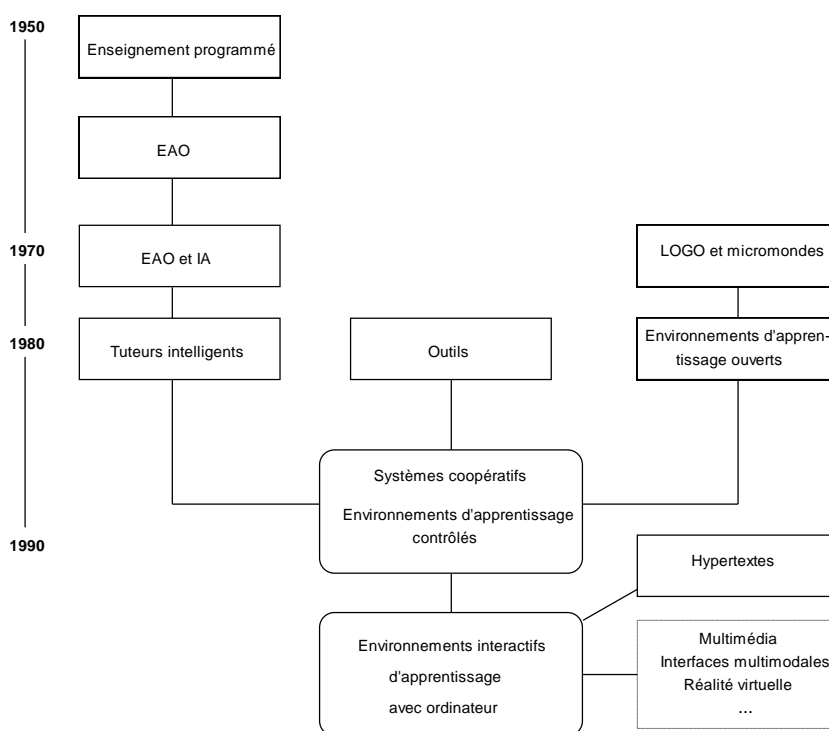 1950
Enseignement programmé
EAO
1970
EAO et IA
LOGO et micromondes
1980
Tuteurs intelligents
Outils
Environnements d'appren-
tissage ouverts
Systèmes coopératifs
Environnements d'apprentissage
contrôlés
1990
Hypertextes
Environnements interactifs
d'apprentissage
avec ordinateur
Multimédia
Interfaces multimodales
Réalité virtuelle
...